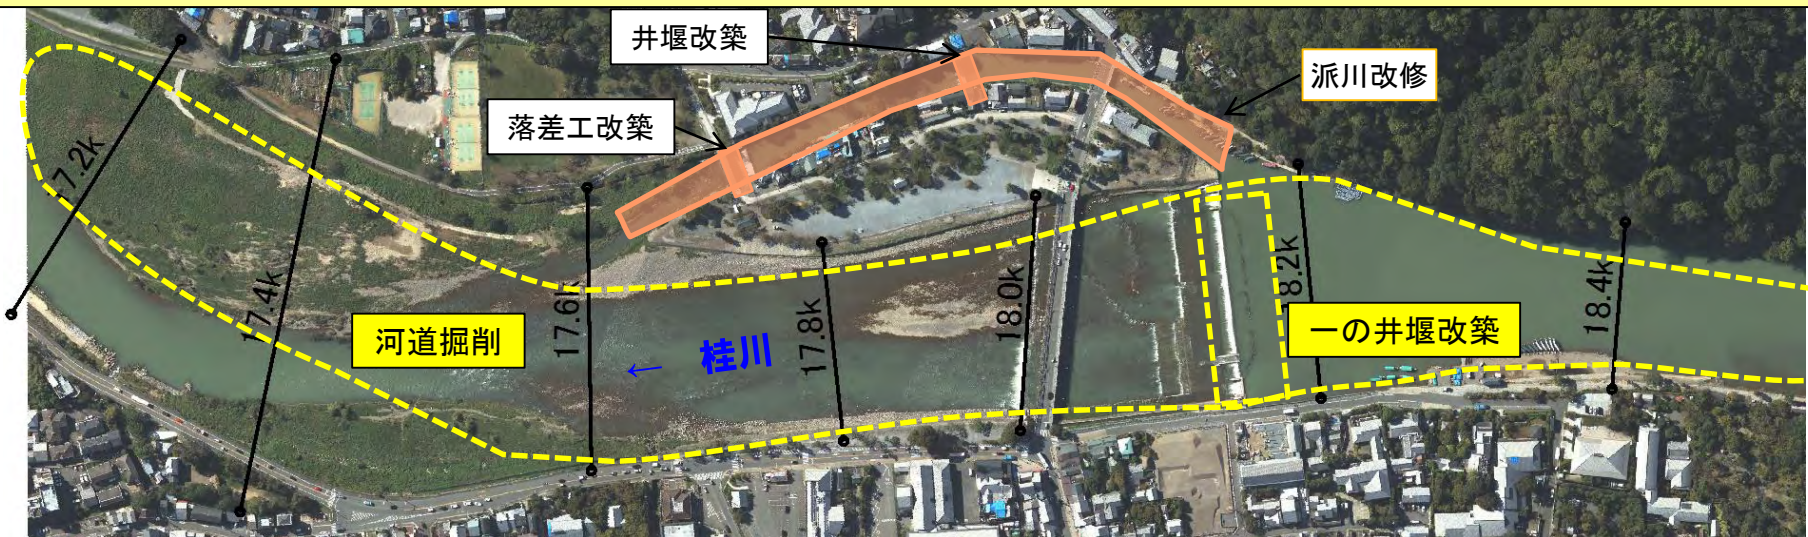 井堰改築
派川改修
落差工改築
17.2k
17.4k
17.6k
17.8k
18.0k
18.2k
18.4k
河道掘削
← 桂川
一の井堰改築